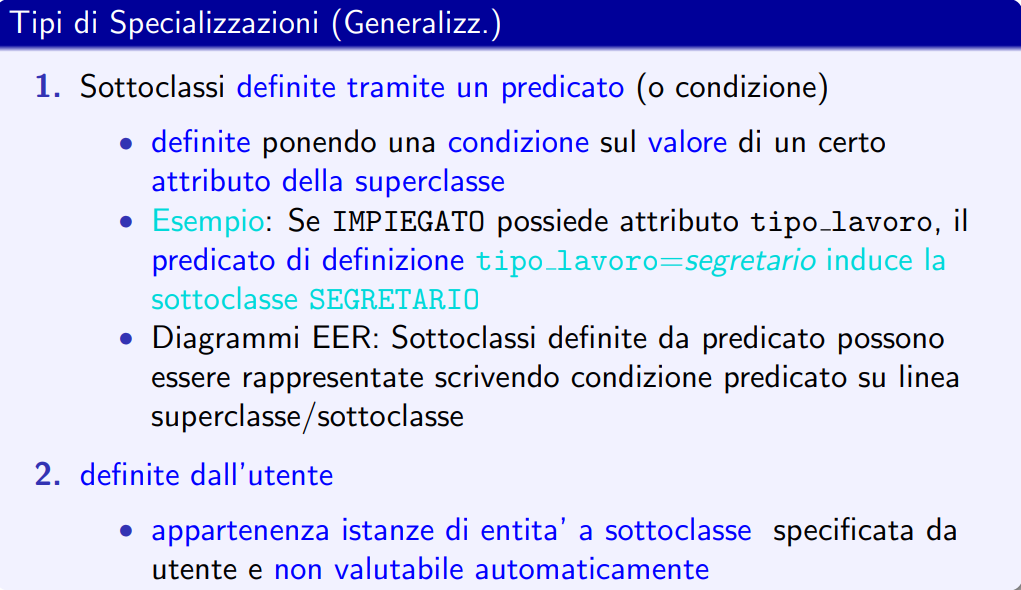 Tipi di Specializzazioni (Generalizz.)
1. Sottoclassi definite tramite un predicato (o condizione)
• definite ponendo una condizione sul valore di un certo
attributo della superclasse
• Esempio: Se IMPIEGATO possiede attributo tipo_lavoro, il
predicato di definizione tipo_lavoro=segretario induce la
sottoclasse SEGRETARIO
• Diagrammi EER: Sottoclassi definite da predicato possono
essere rappresentate scrivendo condizione predicato su linea
superclasse/sottoclasse
2. definite dall'utente
• appartenenza istanze di entita' a sottoclasse specificata da
utente e non valutabile automaticamente